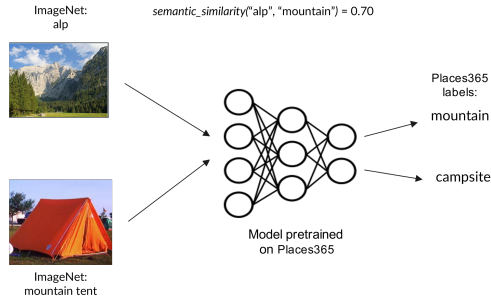 ImageNet:
alp
semantic_similarity("alp", "mountain") = 0.70
Places365
labels:
mountain
campsite
Model pretrained
on Places365
ImageNet:
mountain tent